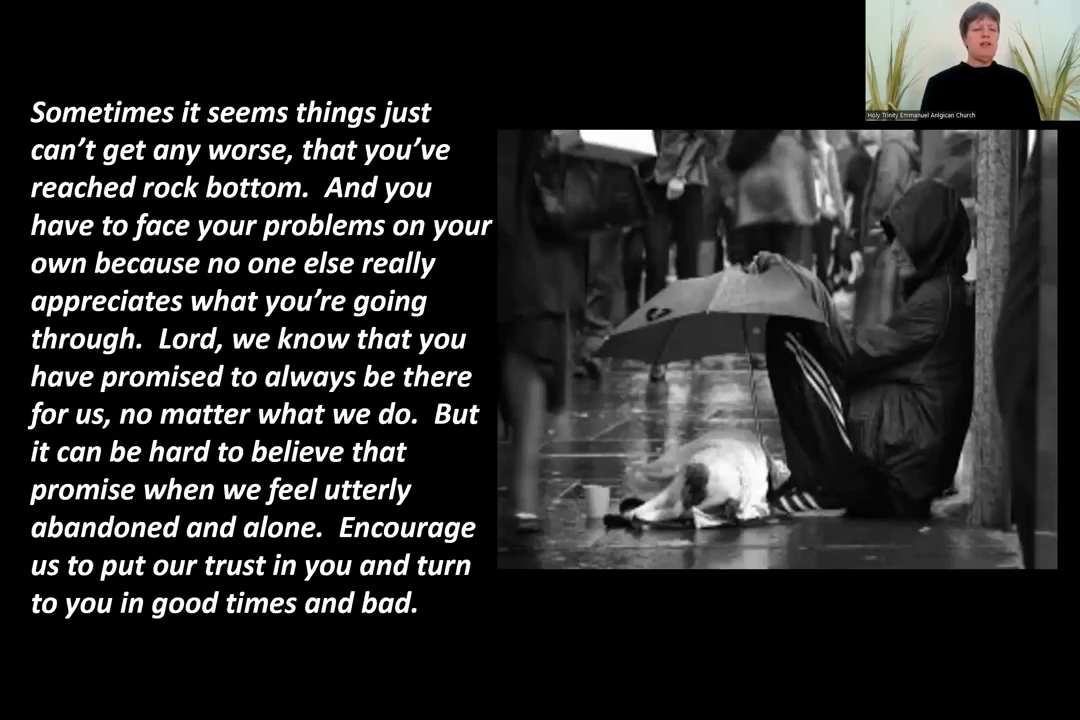 Holy Trinity Emmanuel Anlgican Church
Sometimes it seems things just
can’t get any worse, that you’ve
reached rock bottom.  And you
have to face your problems on your
own because no one else really
appreciates what you’re going
through.  Lord, we know that you
have promised to always be there
for us, no matter what we do.  But
it can be hard to believe that
promise when we feel utterly
abandoned and alone.  Encourage
us to put our trust in you and turn
to you in good times and bad.